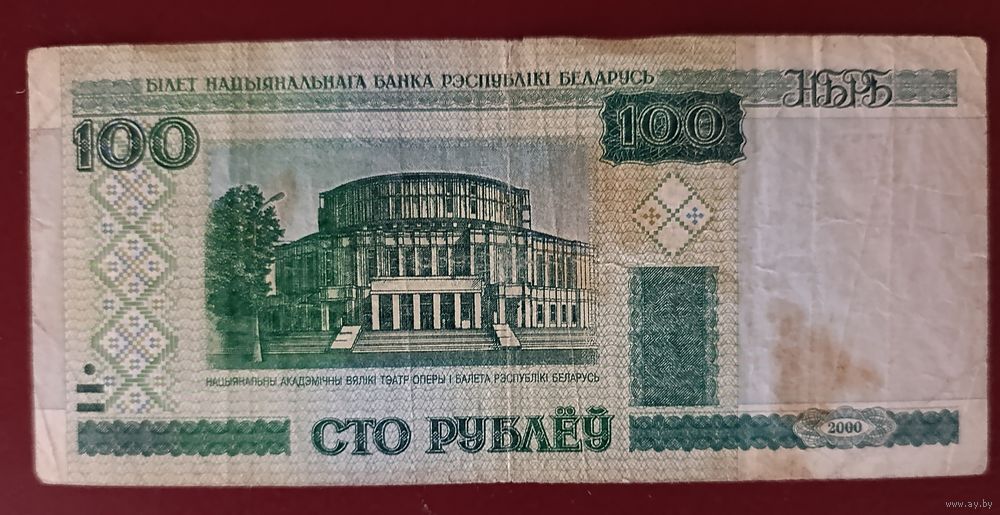 БІЛЕТ НАЦЫЯНАЛЬНАГА БАНКА РЭСПУБЛІКІ БЕЛАРУСЬ
НБРБ
100
100
НАЦЫЯНАЛЬНЫ АКАДЭМІЧНЫ ВЯЛІКІ ТЭАТР ОПЕРЫ І БАЛЕТА РЭСПУБЛІКІ БЕЛАРУСЬ
СТО РУБЛЁЎ
2000
www.ay.by